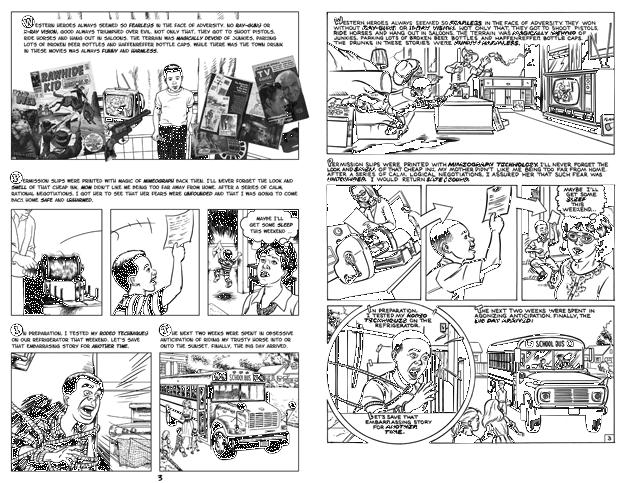 WESTERN HEROES ALWAYS SEEMED SO FEARLESS IN THE FACE OF ADVERSITY. NO RAY-GUNS OR
X-RAY VISION, GOOD ALWAYS TRIUMPHED OVER EVIL. NOT ONLY THAT, THEY GOT TO SHOOT PISTOLS,
RIDE HORSES AND HANG OUT IN SALOONS. THE TERRAIN WAS MAGICALLY DEVOID OF JUNKIES, PARKING
LOTS OF BROKEN BEER BOTTLES AND HAFFENREFFER BOTTLE CAPS. WHILE THERE WAS THE TOWN DRUNK
IN THESE MOVIES WAS ALWAYS FUNNY AND HARMLESS.
RAWHIDE
KID
TV
PERMISSION SLIPS WERE PRINTED WITH MAGIC OF MIMEOGRAPH BACK THEN. I'LL NEVER FORGET THE LOOK AND
SMELL OF THAT CHEAP INK. MOM DIDN'T LIKE ME BEING TOO FAR AWAY FROM HOME. AFTER A SERIES OF CALM,
RATIONAL NEGOTIATIONS, I GOT HER TO SEE THAT HER FEARS WERE UNFOUNDED AND THAT I WAS GOING TO COME
BACK HOME SAFE AND UNHARMED.
MAYBE I'LL
GET SOME SLEEP
THIS WEEKEND ...
IN PREPARATION, I TESTED MY RODEO TECHNIQUES
ON OUR REFRIGERATOR THAT WEEKEND. LET'S SAVE
THAT EMBARRASING STORY FOR ANOTHER TIME.
THE NEXT TWO WEEKS WERE SPENT IN OBSESSIVE
ANTICIPATION OF RIDING MY TRUSTY HORSE INTO OR
ONTO THE SUNSET. FINALLY, THE BIG DAY ARRIVED.
SCHOOL BUS
3
WESTERN HEROES ALWAYS SEEMED SO FEARLESS IN THE FACE OF ADVERSITY. THEY WON
WITHOUT RAY-GUNS OR X-RAY VISION. NOT ONLY THAT, THEY GOT TO SHOOT PISTOLS,
RIDE HORSES AND HANG OUT IN SALOONS. THE TERRAIN WAS MAGICALLY DEVOID OF
JUNKIES, PARKING LOTS OF BROKEN BEER BOTTLES AND HAFFENREFFER BOTTLE CAPS.
THE DRUNKS IN THESE STORIES WERE HARMLESS.
PERMISSION SLIPS WERE PRINTED WITH MIMEOGRAPH TECHNOLOGY. I'LL NEVER FORGET THE
LOOK AND SMELL OF THAT CHEAP INK. MY MOTHER DIDN'T LIKE ME BEING TOO FAR FROM HOME.
AFTER A SERIES OF CALM, LOGICAL NEGOTIATIONS, I ASSURED HER THAT SUCH FEAR WAS
I WOULD RETURN
MAYBE I'LL
GET SOME
SLEEP
THIS
WEEKEND...
IN PREPARATION,
I TESTED MY RODEO
TECHNIQUES ON THE
REFRIGERATOR.
LET'S SAVE THAT
EMBARRASSING STORY
FOR ANOTHER
TIME.
THE NEXT TWO WEEKS WERE SPENT IN
AGONIZING ANTICIPATION. FINALLY, THE
BIG DAY ARRIVED!
SCHOOL BUS
3